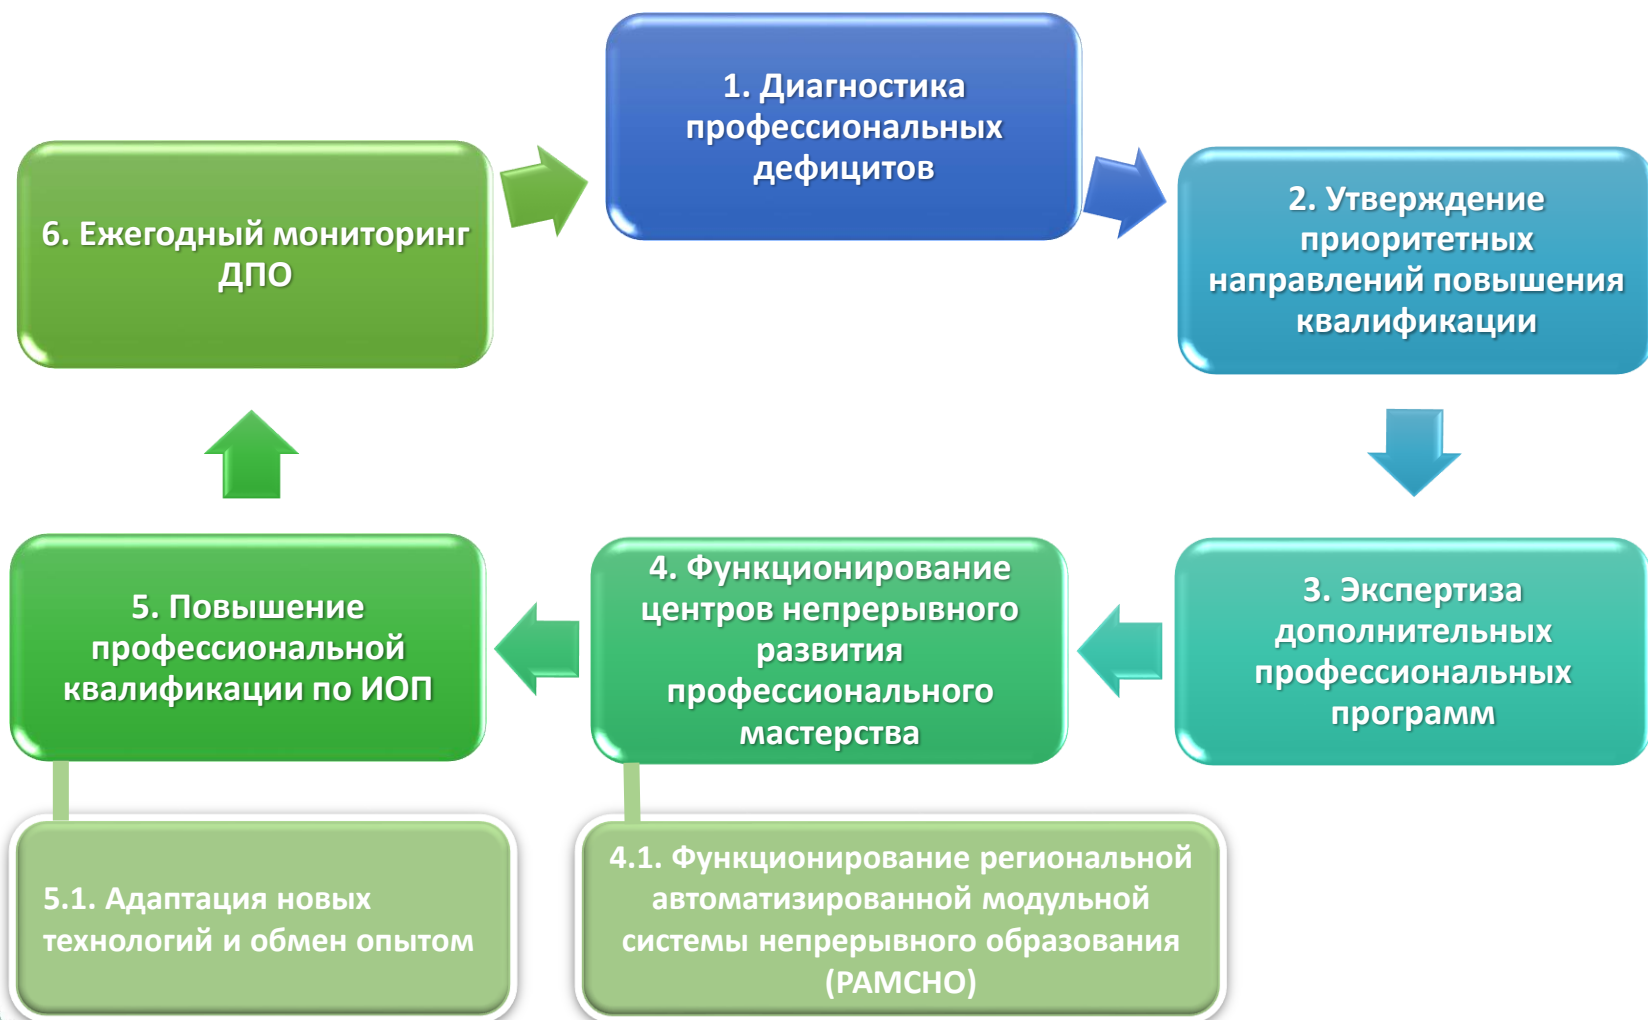 1. Диагностика
профессиональных
дефицитов
2. Утверждение
приоритетных
направлений повышения
квалификации
3. Экспертиза
дополнительных
профессиональных
программ
4. Функционирование
центров непрерывного
развития
профессионального
мастерства
4.1. Функционирование региональной
автоматизированной модульной
системы непрерывного образования
(РАМСНО)
5. Повышение
профессиональной
квалификации по ИОП
5.1. Адаптация новых
технологий и обмен опытом
6. Ежегодный мониторинг
ДПО